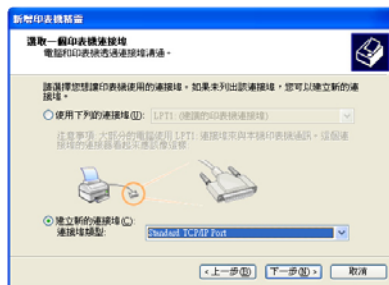 新增印表機精靈
選取一個印表機連接埠
電腦和印表機透過連接埠溝通。
請選擇您想讓印表機使用的連接埠。如果未列出該連接埠，您可以建立新的連
接埠。
使用下列的連接埠(U): LPT1: (建議的印表機連接埠)
注意事項: 大部分的電腦使用 LPT1: 連接埠來與本機印表機通訊。這個連
接埠的連接器看起來應該像這樣:
建立新的連接埠(C):
連接埠類型: Standard TCP/IP Port
<上一步(B) 下一步(N)> 取消